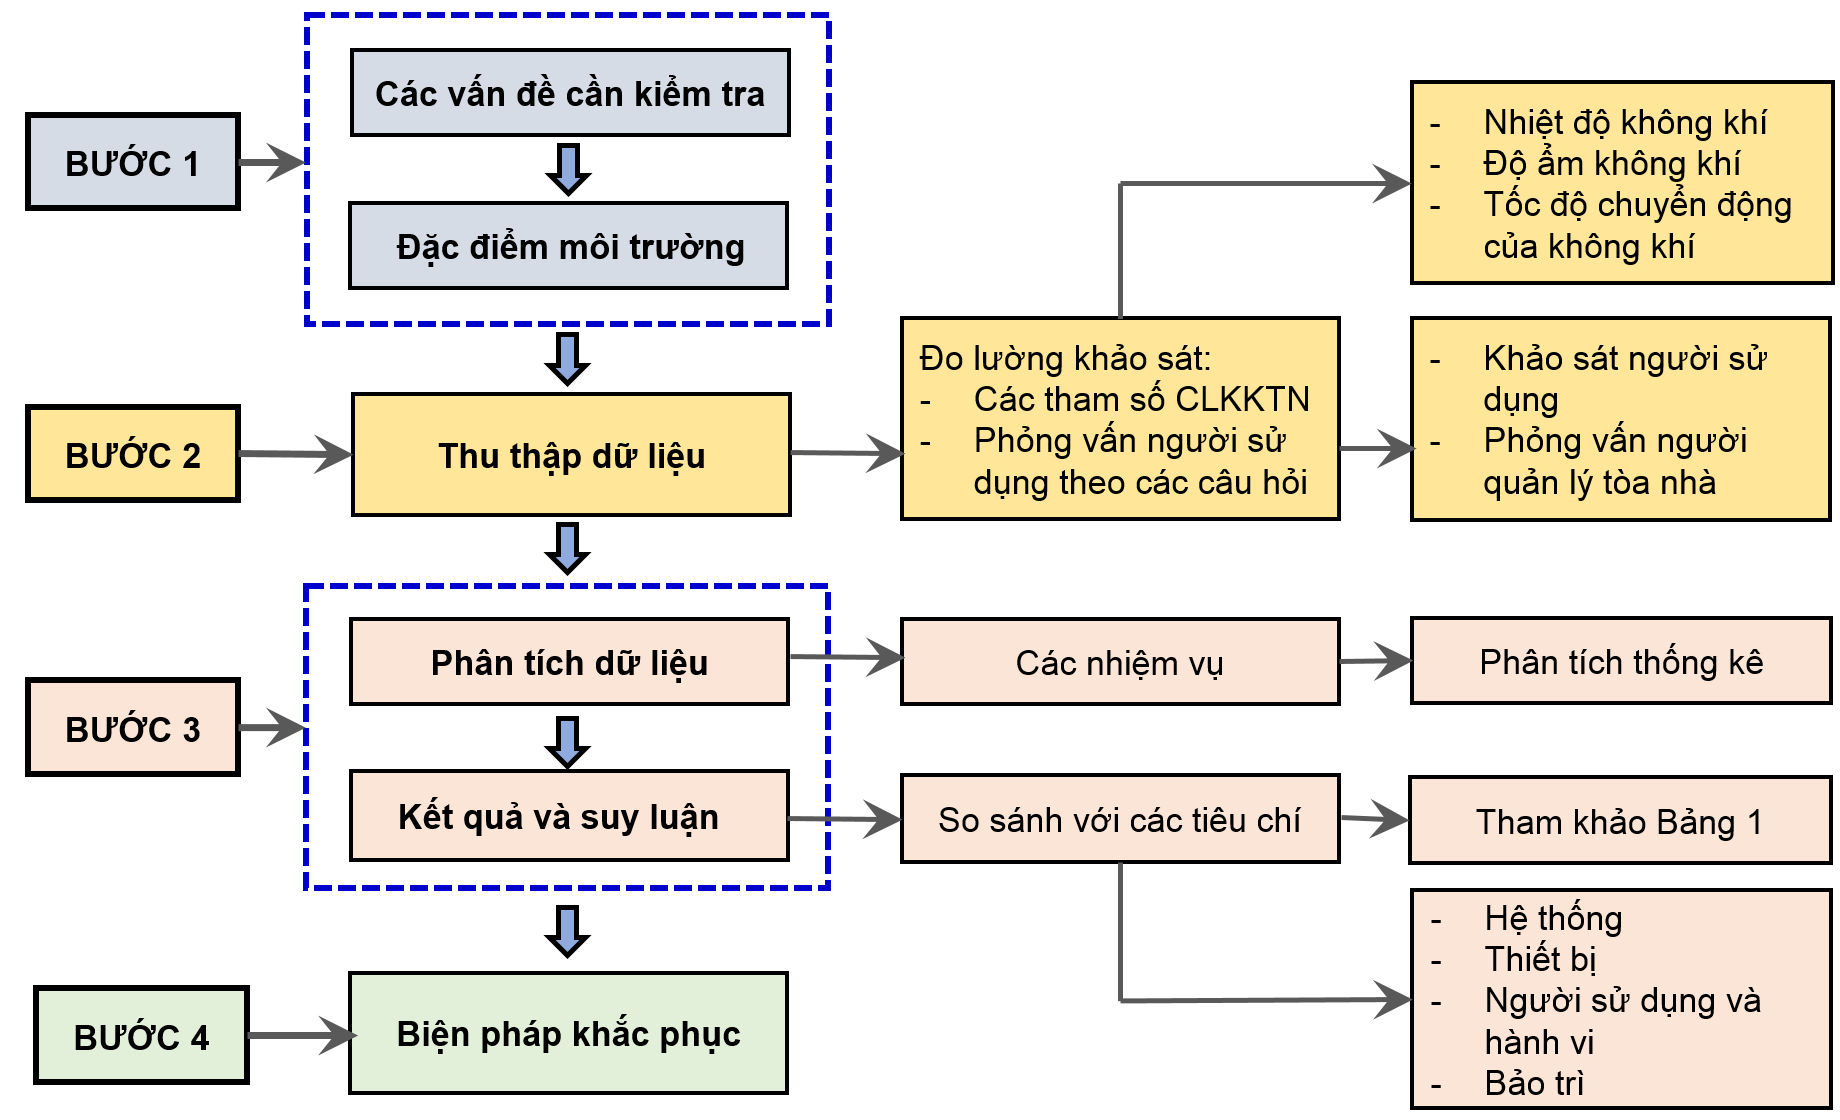 BƯỚC 1
Các vấn đề cần kiểm tra
Đặc điểm môi trường
- Nhiệt độ không khí
- Độ ẩm không khí
- Tốc độ chuyển động
của không khí
BƯỚC 2
Thu thập dữ liệu
Đo lường khảo sát:
- Các tham số CLKKTN
- Phỏng vấn người sử
dụng theo các câu hỏi
- Khảo sát người sử
dụng
- Phỏng vấn người
quản lý tòa nhà
BƯỚC 3
Phân tích dữ liệu
Các nhiệm vụ
Phân tích thống kê
Kết quả và suy luận
So sánh với các tiêu chí
Tham khảo Bảng 1
- Hệ thống
- Thiết bị
- Người sử dụng và
hành vi
- Bảo trì
BƯỚC 4
Biện pháp khắc phục